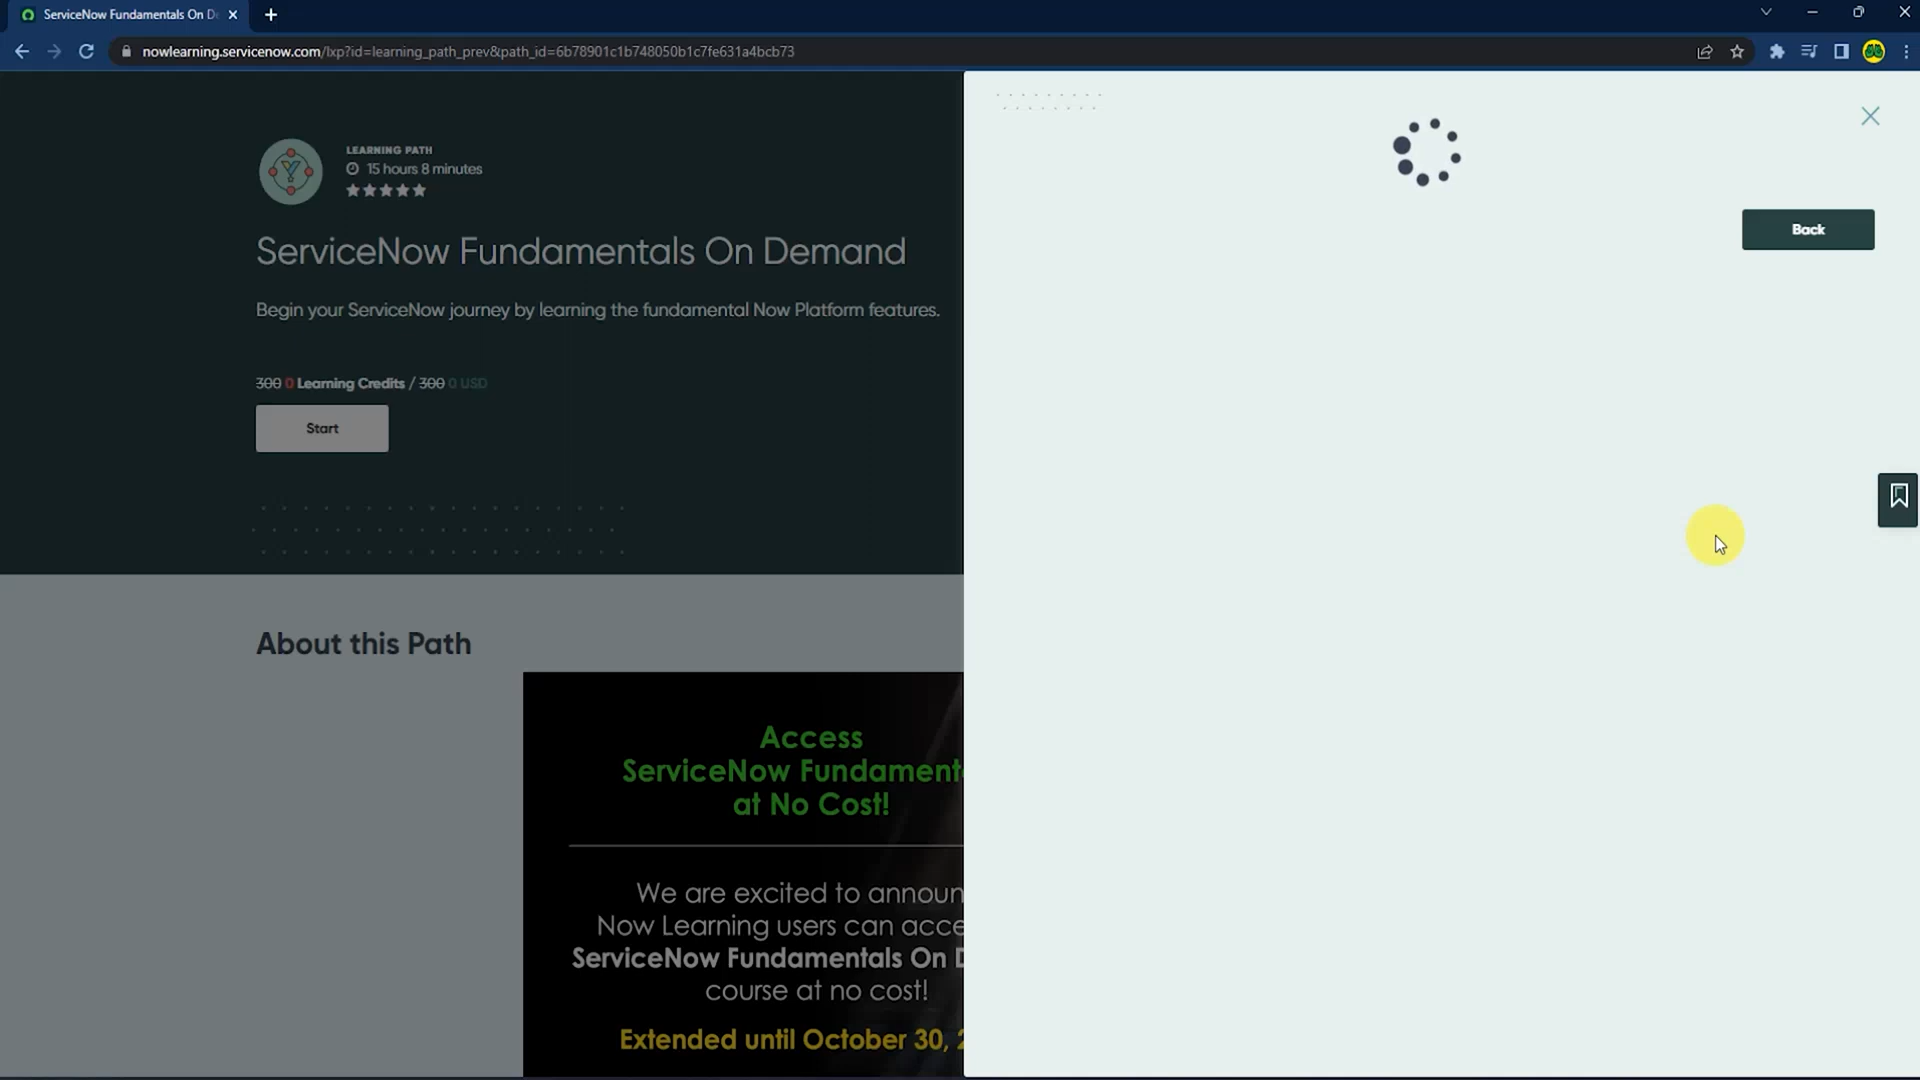 ServiceNow Fundamentals On D
nowlearning.servicenow.com/lxp?id=learning_path_prev&path_id=6b78901c1b748050b1c7fe631a4bcb73
LEARNING PATH
15 hours 8 minutes
ServiceNow Fundamentals On Demand
Begin your ServiceNow journey by learning the fundamental Now Platform features.
300 0 Learning Credits / 300 0 USD
Start
Back
About this Path
Access
ServiceNow Fundament
at No Cost!
We are excited to announ
Now Learning users can acce
ServiceNow Fundamentals On D
course at no cost!
Extended until October 30, 2